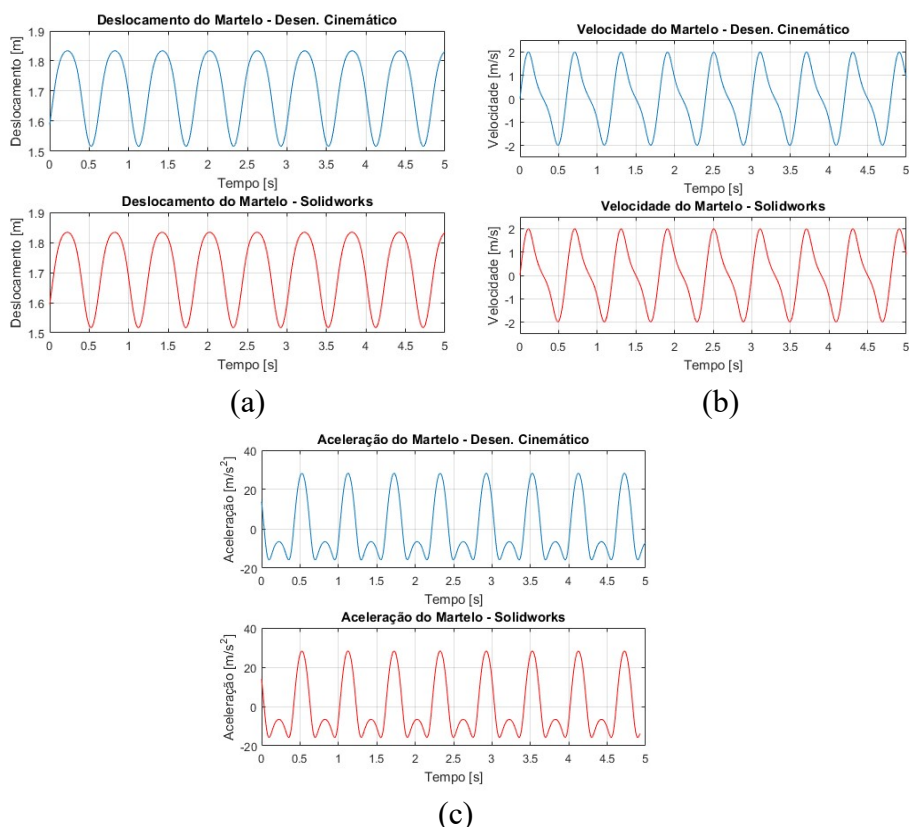 Deslocamento do Martelo - Desen. Cinemático
Deslocamento [m]
1.9
1.8
1.7
1.6
1.5
0 0.5 1 1.5 2 2.5 3 3.5 4 4.5 5
Tempo [s]
Deslocamento do Martelo - Solidworks
Deslocamento [m]
1.9
1.8
1.7
1.6
1.5
0 0.5 1 1.5 2 2.5 3 3.5 4 4.5 5
Tempo [s]
(a)
Velocidade do Martelo - Desen. Cinemático
Velocidade [m/s]
2
1
0
-1
-2
0 0.5 1 1.5 2 2.5 3 3.5 4 4.5 5
Tempo [s]
Velocidade do Martelo - Solidworks
Velocidade [m/s]
2
1
0
-1
-2
0 0.5 1 1.5 2 2.5 3 3.5 4 4.5 5
Tempo [s]
(b)
Aceleração do Martelo - Desen. Cinemático
Aceleração [m/s²]
40
20
0
-20
0 0.5 1 1.5 2 2.5 3 3.5 4 4.5 5
Tempo [s]
Aceleração do Martelo - Solidworks
Aceleração [m/s²]
40
20
0
-20
0 0.5 1 1.5 2 2.5 3 3.5 4 4.5 5
Tempo [s]
(c)